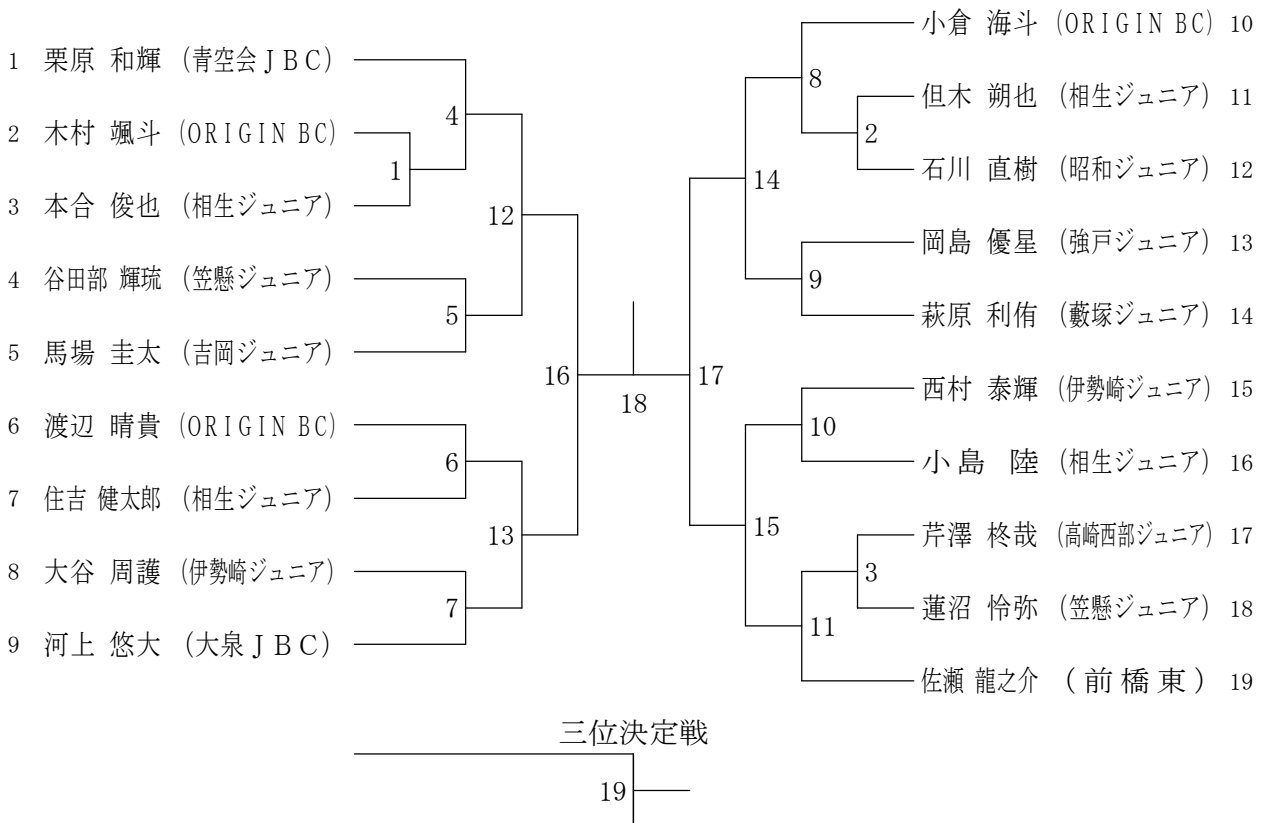 1 栗原 和輝 (青空会ＪＢＣ)
2 木村 颯斗 (ORIGIN BC)
3 本合 俊也 (相生ジュニア)
4 谷田部 輝琉 (笠懸ジュニア)
5 馬場 圭太 (吉岡ジュニア)
6 渡辺 晴貴 (ORIGIN BC)
7 住吉 健太郎 (相生ジュニア)
8 大谷 周護 (伊勢崎ジュニア)
9 河上 悠大 (大泉ＪＢＣ)
4
1
12
5
16
6
13
7
18
小倉 海斗 (ORIGIN BC) 10
但木 朔也 (相生ジュニア) 11
石川 直樹 (昭和ジュニア) 12
岡島 優星 (強戸ジュニア) 13
萩原 利侑 (藪塚ジュニア) 14
西村 泰輝 (伊勢崎ジュニア) 15
小島 陸 (相生ジュニア) 16
芹澤 柊哉 (高崎西部ジュニア) 17
蓮沼 怜弥 (笠懸ジュニア) 18
佐瀬 龍之介 (前橋東) 19
8
2
14
9
17
10
15
3
11
三位決定戦
19